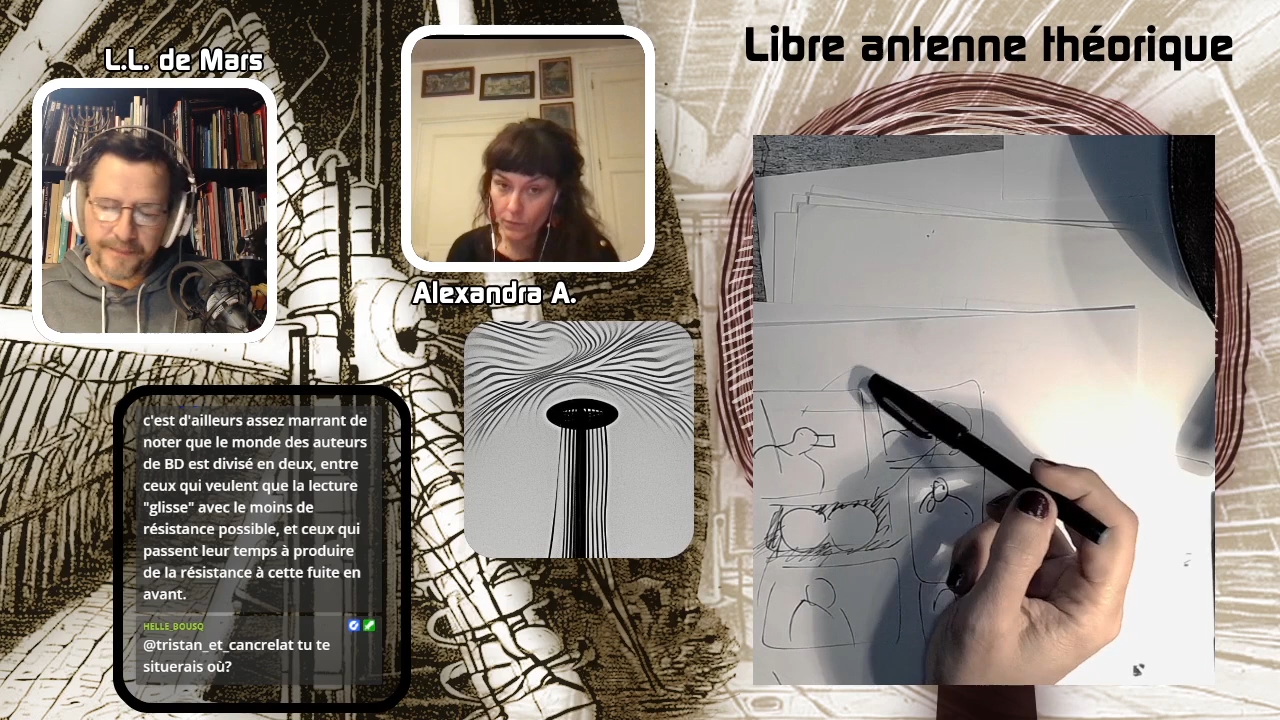 L.L. de Mars
Libre antenne théorique
Alexandra A.
c'est d'ailleurs assez marrant de
noter que le monde des auteurs
de BD est divisé en deux, entre
ceux qui veulent que la lecture
"glisse" avec le moins de
résistance possible, et ceux qui
passent leur temps à produire
de la résistance à cette fuite en
avant.
HELLE_BOUSQ
@tristan_et_cancrelat tu te
situerais où?